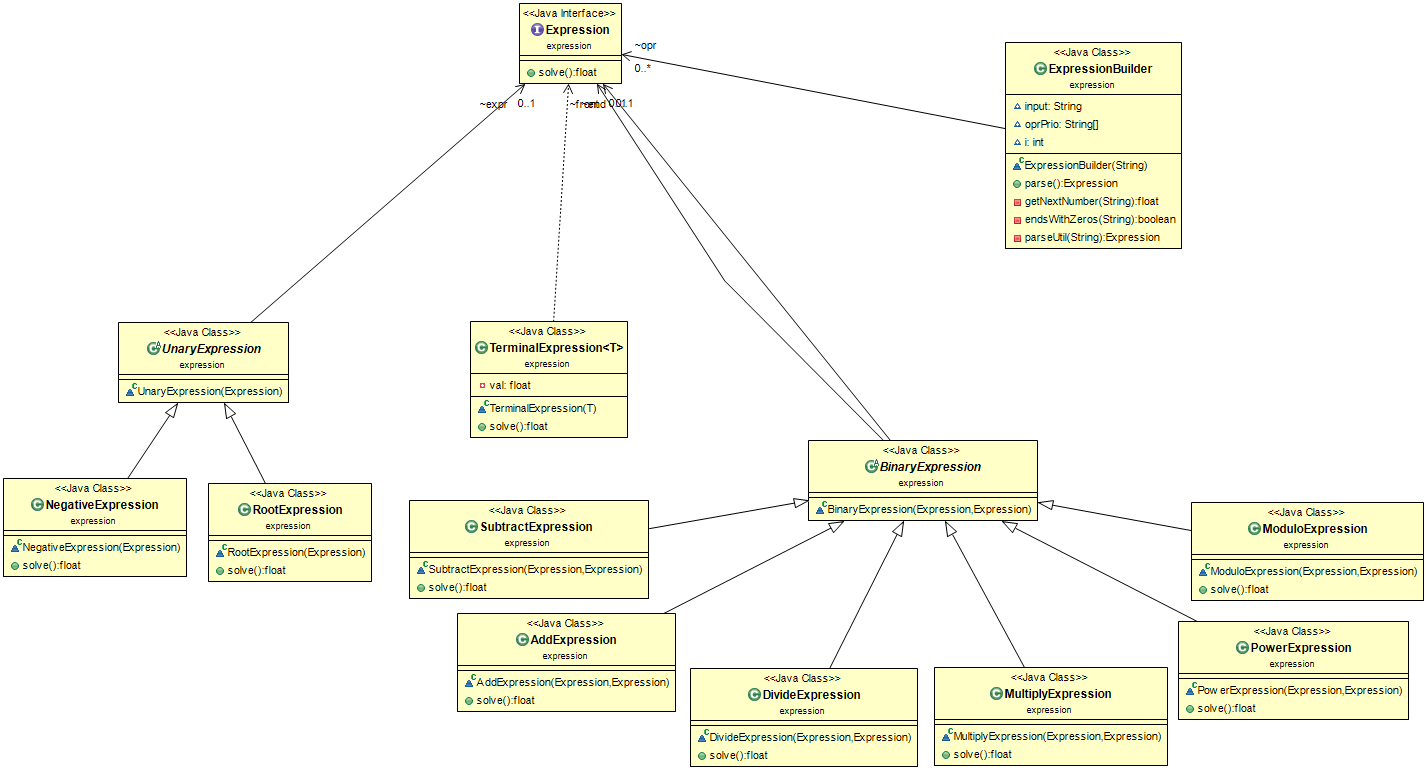 <<Java Interface>>
Expression
expression
solve():float
~opr
0..*
<<Java Class>>
ExpressionBuilder
expression
input: String
oprPrio: String[]
i: int
ExpressionBuilder(String)
parse():Expression
getNextNumber(String):float
endsWithZeros(String):boolean
parseUtil(String):Expression
~expr 0..1
<<Java Class>>
UnaryExpression
expression
UnaryExpression(Expression)
<<Java Class>>
TerminalExpression<T>
expression
val: float
TerminalExpression(T)
solve():float
<<Java Class>>
BinaryExpression
expression
BinaryExpression(Expression,Expression)
<<Java Class>>
NegativeExpression
expression
NegativeExpression(Expression)
solve():float
<<Java Class>>
RootExpression
expression
RootExpression(Expression)
solve():float
<<Java Class>>
SubtractExpression
expression
SubtractExpression(Expression,Expression)
solve():float
<<Java Class>>
ModuloExpression
expression
ModuloExpression(Expression,Expression)
solve():float
<<Java Class>>
AddExpression
expression
AddExpression(Expression,Expression)
solve():float
<<Java Class>>
DivideExpression
expression
DivideExpression(Expression,Expression)
solve():float
<<Java Class>>
MultiplyExpression
expression
MultiplyExpression(Expression,Expression)
solve():float
<<Java Class>>
PowerExpression
expression
PowerExpression(Expression,Expression)
solve():float